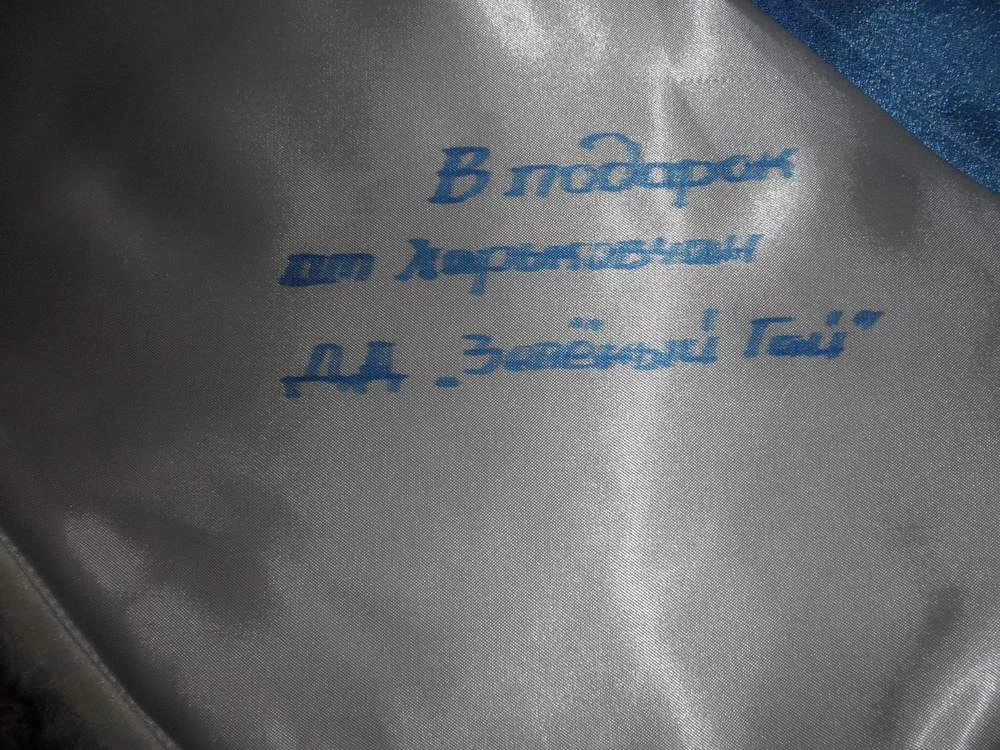 В подарок
от Харьковчан
Д.Д. „Зелёный Гай"